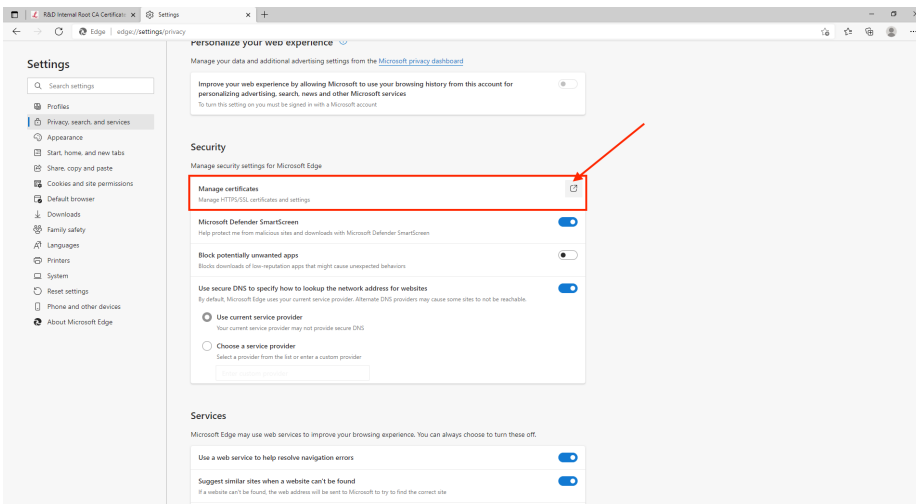 R&D Internal Root CA Certificat
Settings
Edge | edge://settings/privacy
Settings
Search settings
Profiles
Privacy, search, and services
Appearance
Start, home, and new tabs
Share, copy and paste
Cookies and site permissions
Default browser
Downloads
Family safety
Languages
Printers
System
Reset settings
Phone and other devices
About Microsoft Edge
Personalize your web experience
Manage your data and additional advertising settings from the Microsoft privacy dashboard
Improve your web experience by allowing Microsoft to use your browsing history from this account for
personalizing advertising, search, news and other Microsoft services
To turn this setting on you must be signed in with a Microsoft account
Security
Manage security settings for Microsoft Edge
Manage certificates
Manage HTTPS/SSL certificates and settings
Microsoft Defender SmartScreen
Help protect me from malicious sites and downloads with Microsoft Defender SmartScreen
Block potentially unwanted apps
Blocks downloads of low-reputation apps that might cause unexpected behaviors
Use secure DNS to specify how to lookup the network address for websites
By default, Microsoft Edge uses your current service provider. Alternate DNS providers may cause some sites to not be reachable.
Use current service provider
Your current service provider may not provide secure DNS
Choose a service provider
Select a provider from the list or enter a custom provider
Services
Microsoft Edge may use web services to improve your browsing experience. You can always choose to turn these off.
Use a web service to help resolve navigation errors
Suggest similar sites when a website can't be found
If a website can't be found, the web address will be sent to Microsoft to try to find the correct site